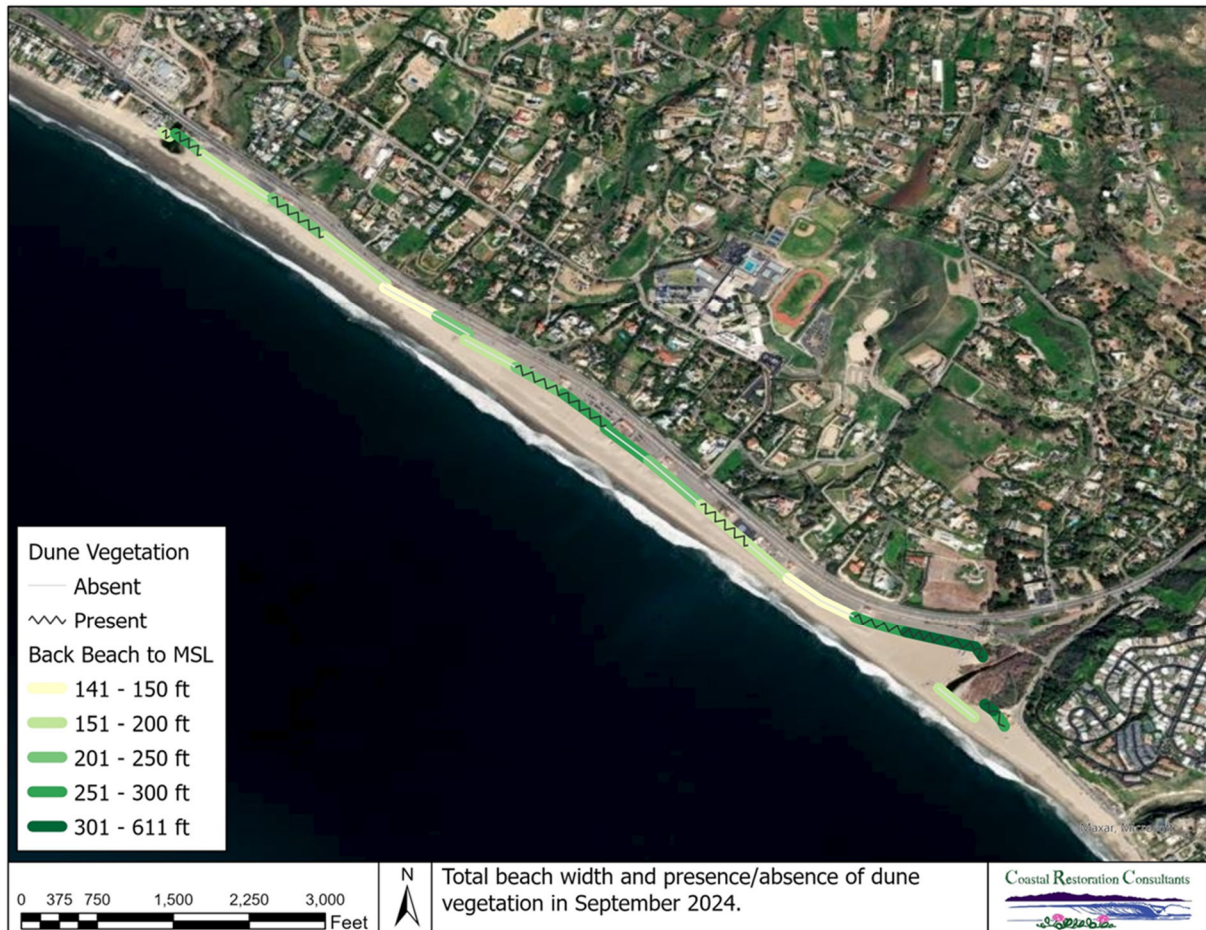 Dune Vegetation
Absent
Present
Back Beach to MSL
141 - 150 ft
151 - 200 ft
201 - 250 ft
251 - 300 ft
301 - 611 ft
Maxar,
0 375 750 1,500 2,250 3,000
Feet
N
Total beach width and presence/absence of dune
vegetation in September 2024.
Coastal Restoration Consultants